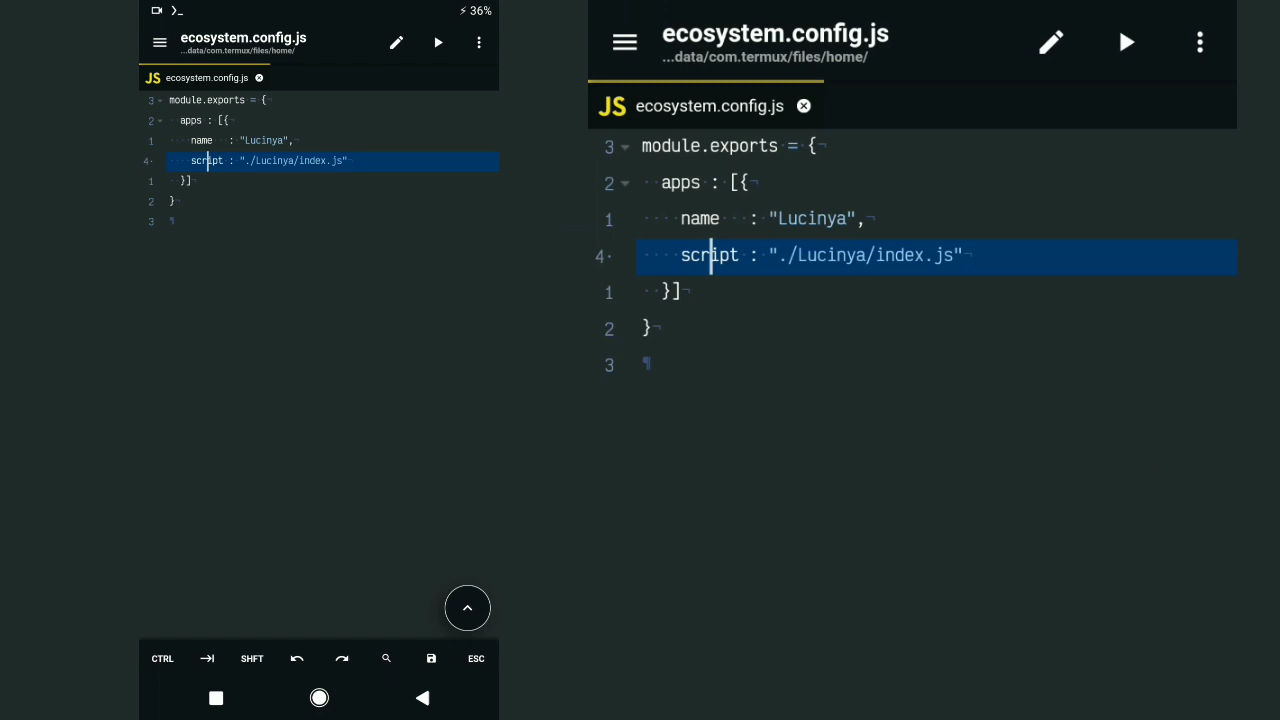 36%
ecosystem.config.js
...data/com.termux/files/home/
JS ecosystem.config.js
3 module.exports = {¬
2 ··apps : [{¬
1 ····name ··: "Lucinya",¬
4· ····script : "./Lucinya/index.js"¬
1 ··}]¬
2 }¬
3 ¶
CTRL SHFT ESC
ecosystem.config.js
...data/com.termux/files/home/
JS ecosystem.config.js
3 module.exports·=·{¬
2 ··apps·:·[{¬
1 ····name···:·"Lucinya",¬
4· ····script·:·"./Lucinya/index.js"¬
1 ··}]¬
2 }¬
3 ¶